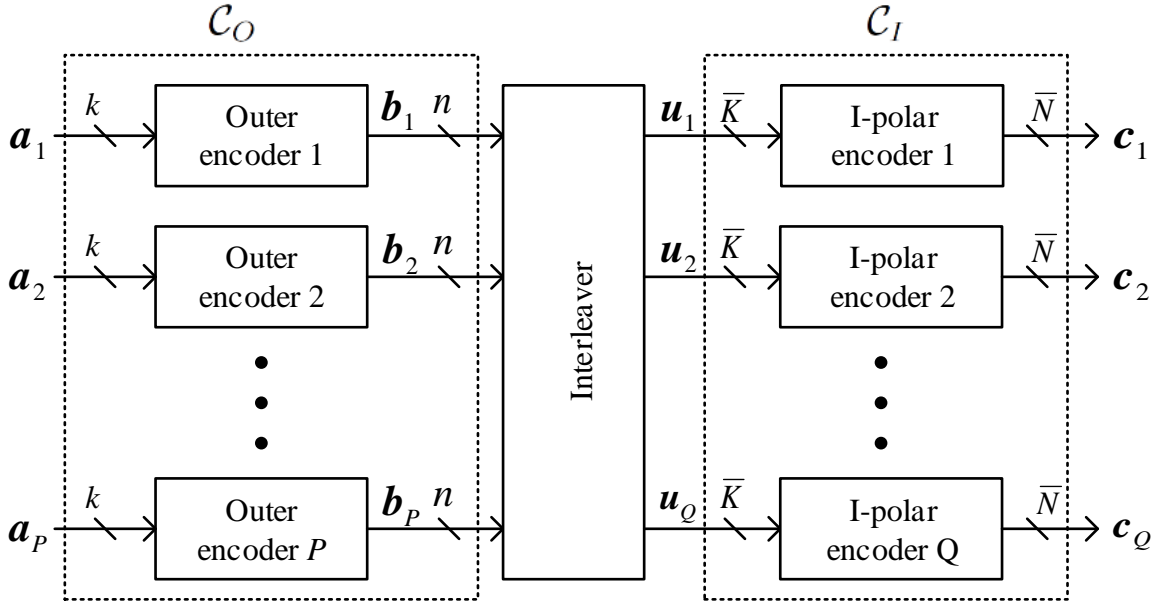 𝒞_O 𝒞_I
a_1 k Outer encoder 1 b_1 n u_1 K̅ I-polar encoder 1 N̅ c_1
a_2 k Outer encoder 2 b_2 n Interleaver u_2 K̅ I-polar encoder 2 N̅ c_2
a_P k Outer encoder P b_P n u_Q K̅ I-polar encoder Q N̅ c_Q